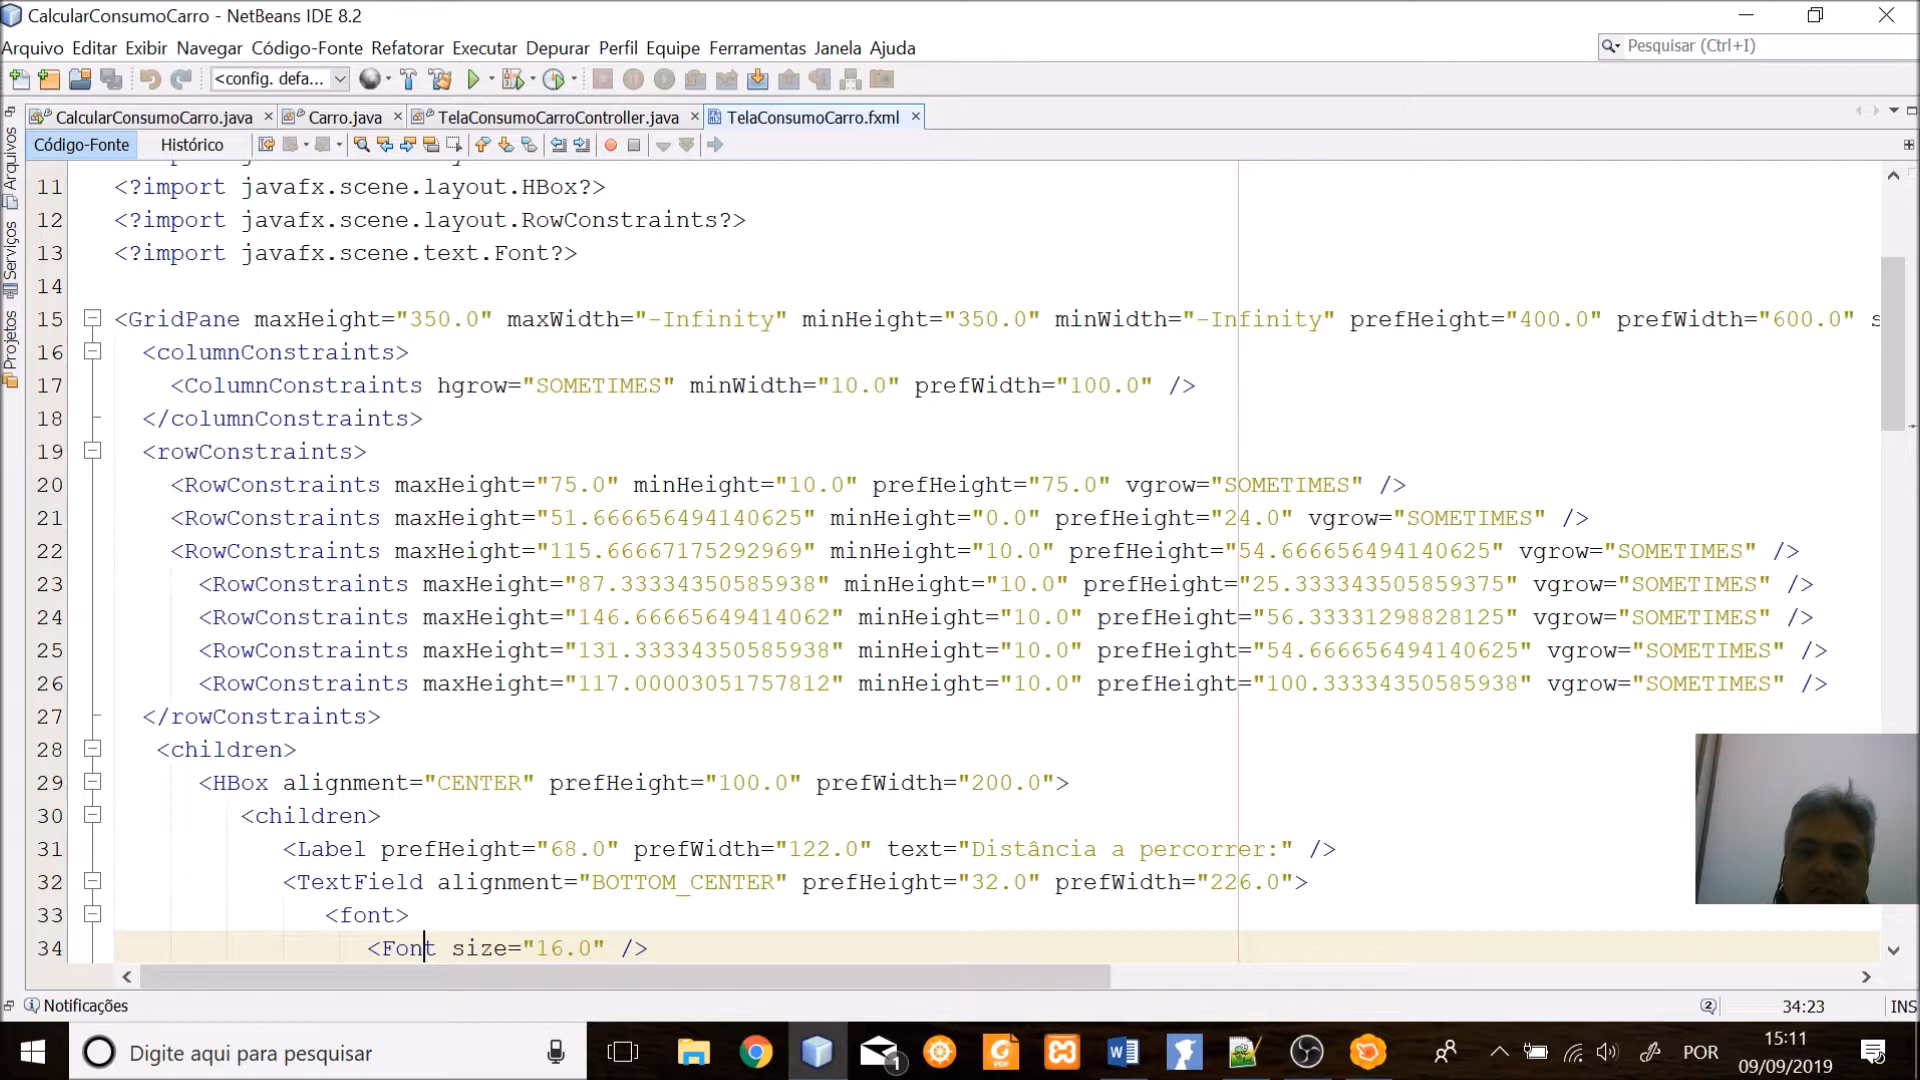 CalcularConsumoCarro - NetBeans IDE 8.2
Arquivo Editar Exibir Navegar Código-Fonte Refatorar Executar Depurar Perfil Equipe Ferramentas Janela Ajuda
Pesquisar (Ctrl+I)
<config. defa...
CalcularConsumoCarro.java Carro.java TelaConsumoCarroController.java TelaConsumoCarro.fxml
Código-Fonte Histórico
Arquivos
Serviços
Projetos
11 <?import javafx.scene.layout.HBox?>
12 <?import javafx.scene.layout.RowConstraints?>
13 <?import javafx.scene.text.Font?>
14
15 <GridPane maxHeight="350.0" maxWidth="-Infinity" minHeight="350.0" minWidth="-Infinity" prefHeight="400.0" prefWidth="600.0" s
16 <columnConstraints>
17 <ColumnConstraints hgrow="SOMETIMES" minWidth="10.0" prefWidth="100.0" />
18 </columnConstraints>
19 <rowConstraints>
20 <RowConstraints maxHeight="75.0" minHeight="10.0" prefHeight="75.0" vgrow="SOMETIMES" />
21 <RowConstraints maxHeight="51.666656494140625" minHeight="0.0" prefHeight="24.0" vgrow="SOMETIMES" />
22 <RowConstraints maxHeight="115.66667175292969" minHeight="10.0" prefHeight="54.666656494140625" vgrow="SOMETIMES" />
23 <RowConstraints maxHeight="87.33334350585938" minHeight="10.0" prefHeight="25.333343505859375" vgrow="SOMETIMES" />
24 <RowConstraints maxHeight="146.66665649414062" minHeight="10.0" prefHeight="56.33331298828125" vgrow="SOMETIMES" />
25 <RowConstraints maxHeight="131.33334350585938" minHeight="10.0" prefHeight="54.666656494140625" vgrow="SOMETIMES" />
26 <RowConstraints maxHeight="117.00003051757812" minHeight="10.0" prefHeight="100.33334350585938" vgrow="SOMETIMES" />
27 </rowConstraints>
28 <children>
29 <HBox alignment="CENTER" prefHeight="100.0" prefWidth="200.0">
30 <children>
31 <Label prefHeight="68.0" prefWidth="122.0" text="Distância a percorrer:" />
32 <TextField alignment="BOTTOM_CENTER" prefHeight="32.0" prefWidth="226.0">
33 <font>
34 <Font size="16.0" />
Notificações
2
34:23
INS
Digite aqui para pesquisar
1
POR
15:11
09/09/2019